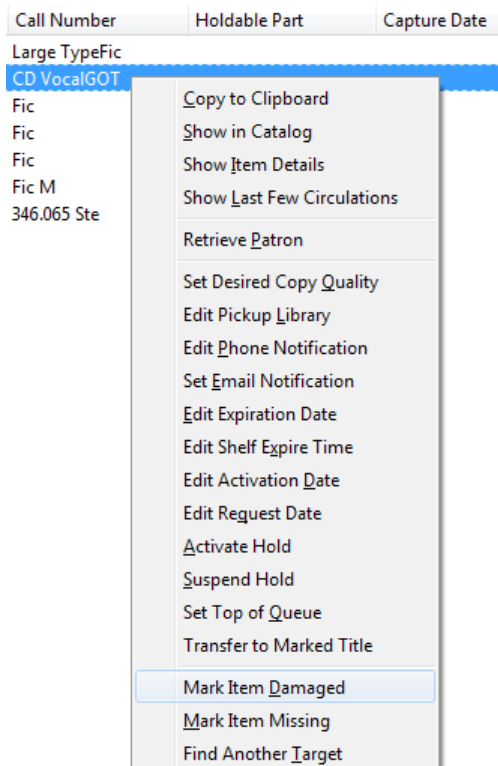 Call Number Holdable Part Capture Date
Large TypeFic
CD VocalGOT
Fic
Fic
Fic
Fic M
346.065 Ste
Copy to Clipboard
Show in Catalog
Show Item Details
Show Last Few Circulations
Retrieve Patron
Set Desired Copy Quality
Edit Pickup Library
Edit Phone Notification
Set Email Notification
Edit Expiration Date
Edit Shelf Expire Time
Edit Activation Date
Edit Request Date
Activate Hold
Suspend Hold
Set Top of Queue
Transfer to Marked Title
Mark Item Damaged
Mark Item Missing
Find Another Target